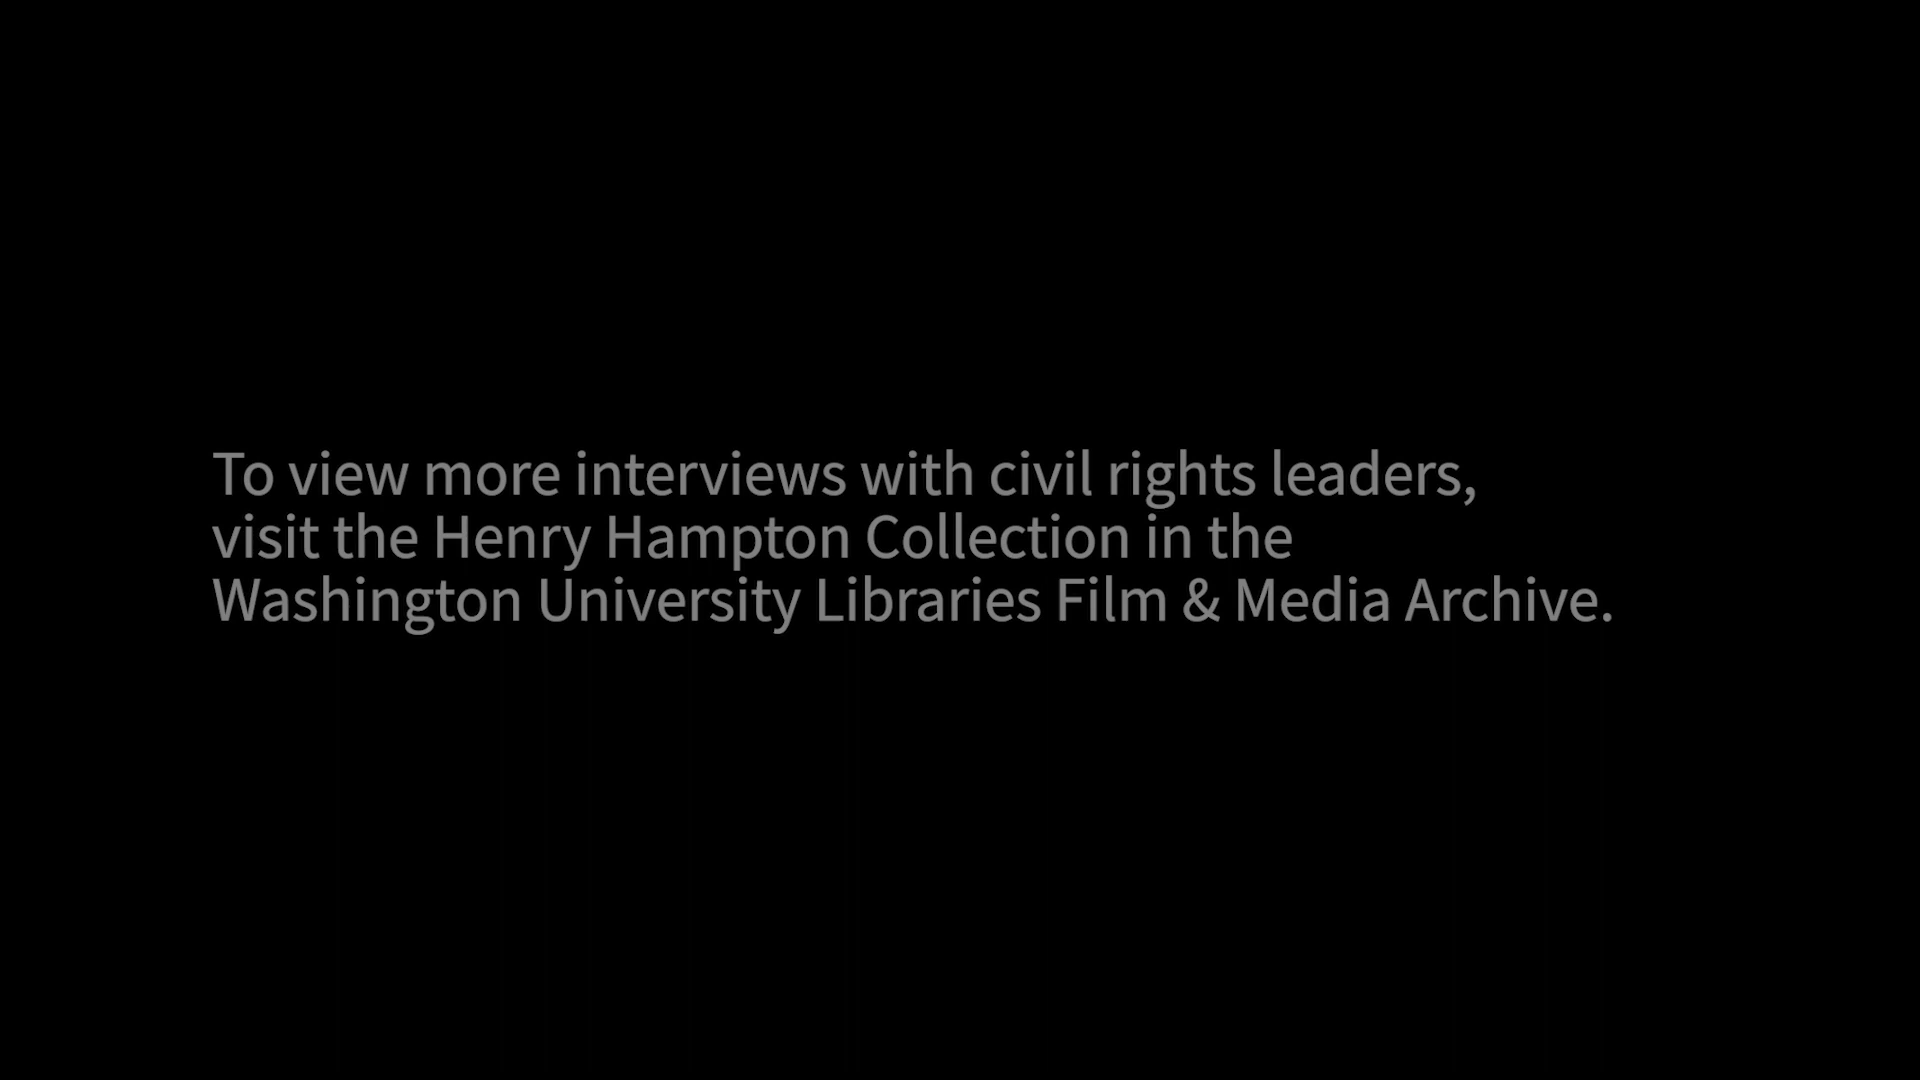 To view more interviews with civil rights leaders,
visit the Henry Hampton Collection in the
Washington University Libraries Film & Media Archive.